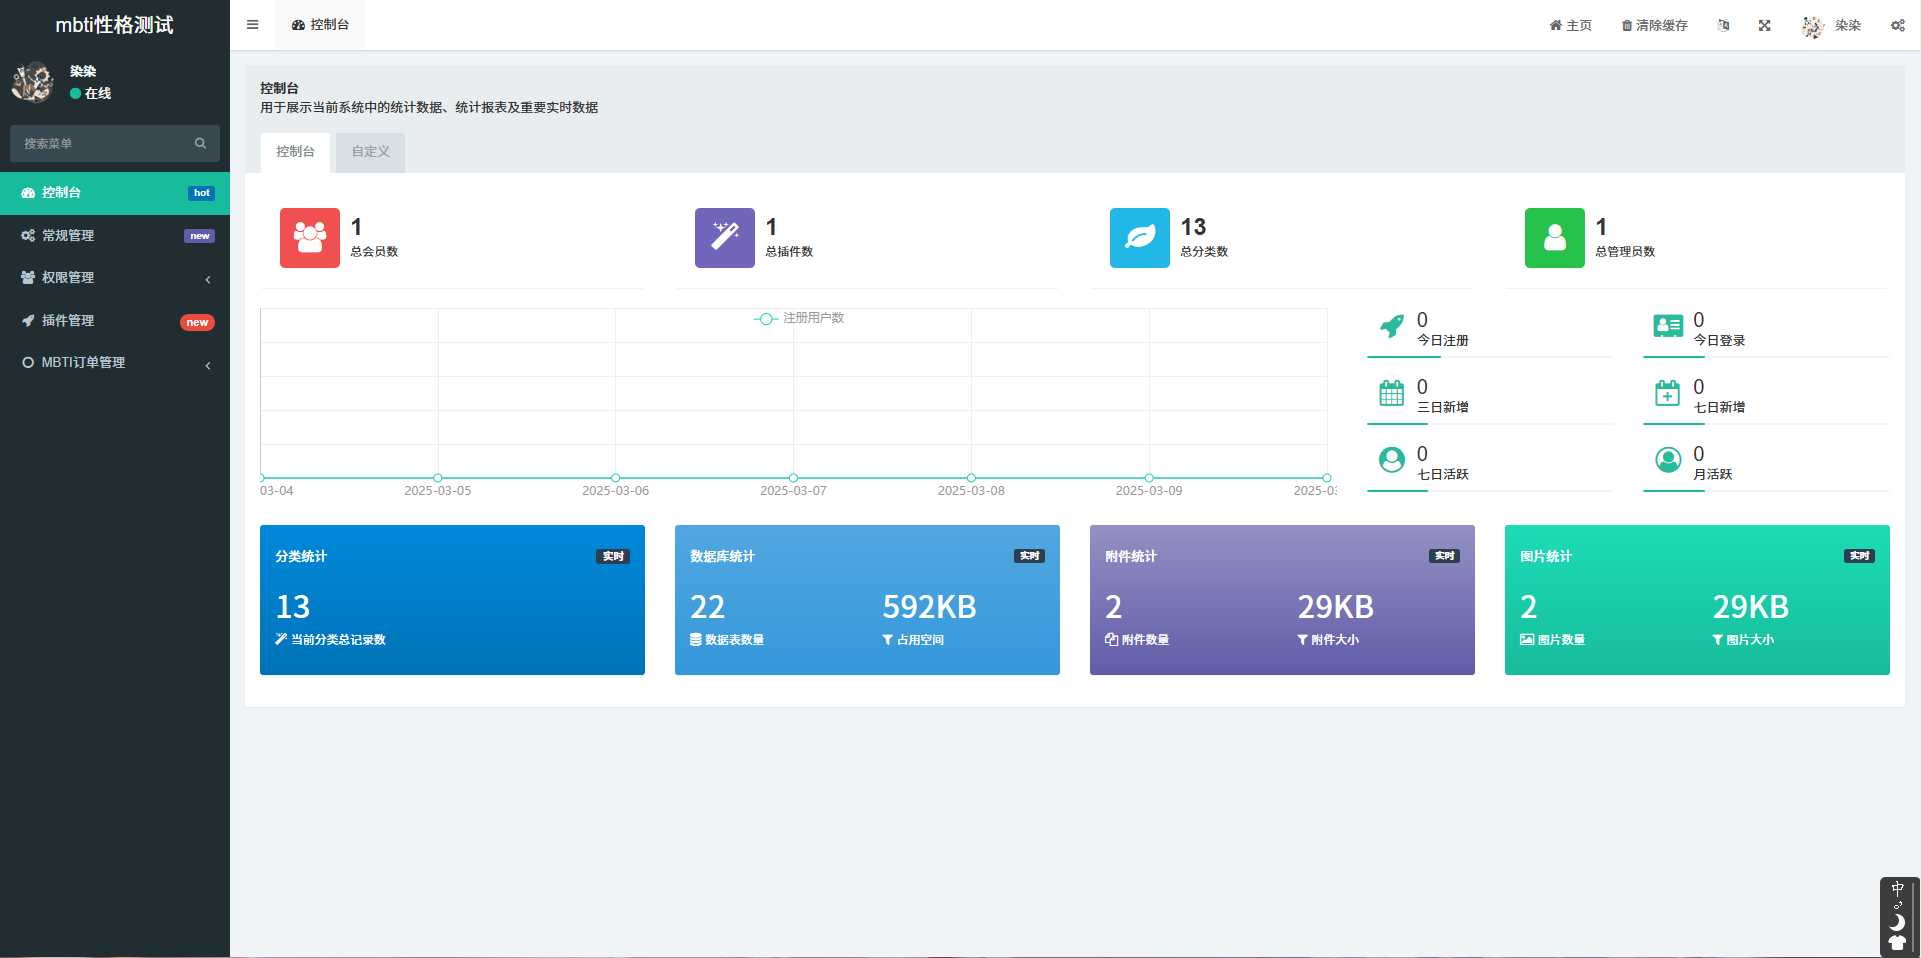 mbti性格测试
染染
在线
搜索菜单
控制台 hot
常规管理 new
权限管理
插件管理 new
MBTI订单管理
控制台
主页
清除缓存
染染
控制台
用于展示当前系统中的统计数据、统计报表及重要实时数据
控制台
自定义
1
总会员数
1
总插件数
13
总分类数
1
总管理员数
注册用户数
03-04
2025-03-05
2025-03-06
2025-03-07
2025-03-08
2025-03-09
2025-03
0
今日注册
0
今日登录
0
三日新增
0
七日新增
0
七日活跃
0
月活跃
分类统计 实时
13
当前分类总记录数
数据库统计 实时
22
数据表数量
592KB
占用空间
附件统计 实时
2
附件数量
29KB
附件大小
图片统计 实时
2
图片数量
29KB
图片大小
中